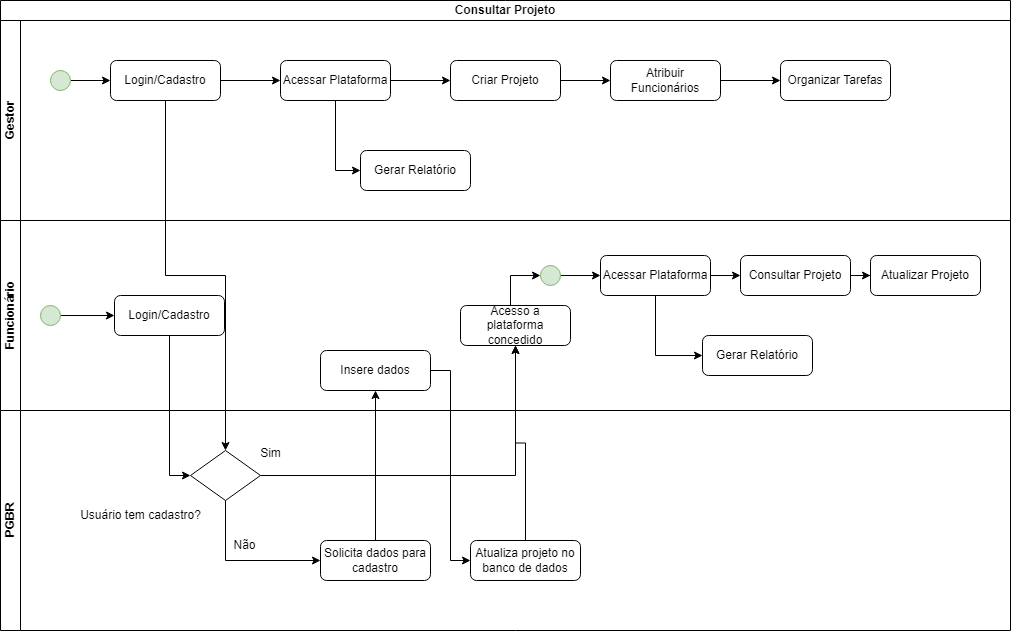 Consultar Projeto
Gestor
Login/Cadastro
Acessar Plataforma
Criar Projeto
Atribuir
Funcionários
Organizar Tarefas
Gerar Relatório
Funcionário
Login/Cadastro
Acessar Plataforma
Consultar Projeto
Atualizar Projeto
Acesso a
plataforma
concedido
Gerar Relatório
Insere dados
PGBR
Sim
Usuário tem cadastro?
Não
Solicita dados para
cadastro
Atualiza projeto no
banco de dados